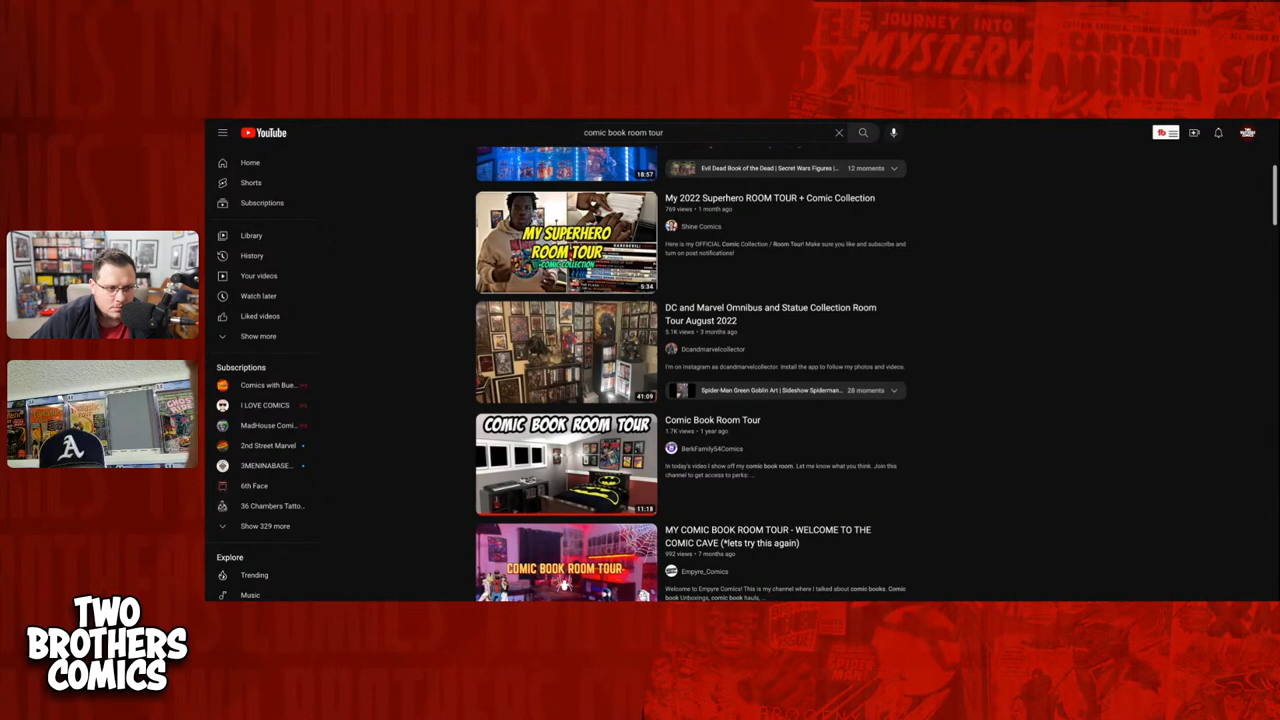 JOURNEY INTO
MYSTERY
CAPTAIN
AMERICA
YouTube
comic book room tour
Home
Shorts
Subscriptions
Library
History
Your videos
Watch later
Liked videos
Show more
Subscriptions
Comics with Bue...
I LOVE COMICS
MadHouse Comi...
2nd Street Marvel
3MENINABASE...
6th Face
36 Chambers Tatto...
Show 329 more
Explore
Trending
Music
18:57
Evil Dead Book of the Dead | Secret Wars Figures |...
12 moments
MY SUPERHERO
ROOM TOUR
+COMIC COLLECTION
5:34
My 2022 Superhero ROOM TOUR + Comic Collection
769 views • 1 month ago
Shine Comics
Here is my OFFICIAL Comic Collection / Room Tour! Make sure you like and subscribe and
turn on post notifications!
41:09
DC and Marvel Omnibus and Statue Collection Room
Tour August 2022
5.1K views • 3 months ago
Dcandmarvelcollector
I'm on Instagram as dcandmarvelcollector. Install the app to follow my photos and videos.
Spider-Man Green Goblin Art | Sideshow Spiderman...
28 moments
COMIC BOOK ROOM TOUR
11:18
Comic Book Room Tour
1.7K views • 1 year ago
BerkFamily54Comics
In today's video I show off my comic book room. Let me know what you think. Join this
channel to get access to perks: ...
COMIC BOOK ROOM TOUR
MY COMIC BOOK ROOM TOUR - WELCOME TO THE
COMIC CAVE (*lets try this again)
992 views • 7 months ago
Empyre_Comics
Welcome to Empyre Comics! This is my channel where I talked about comic books. Comic
book Unboxings, comic book hauls, ...
TWO
BROTHERS
COMICS